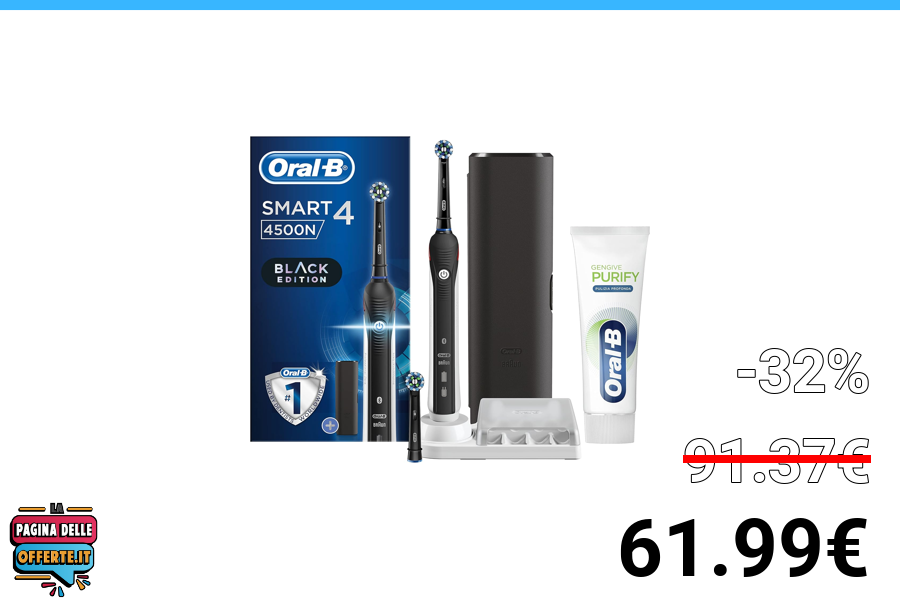 Oral-B
SMART 4
4500N
BLACK
EDITION
Oral-B
#1
GENGIVE
PURIFY
PULIZIA PROFONDA
Oral-B
-32%
91.37€
61.99€
LA
PAGINA DELLE
OFFERTE.IT